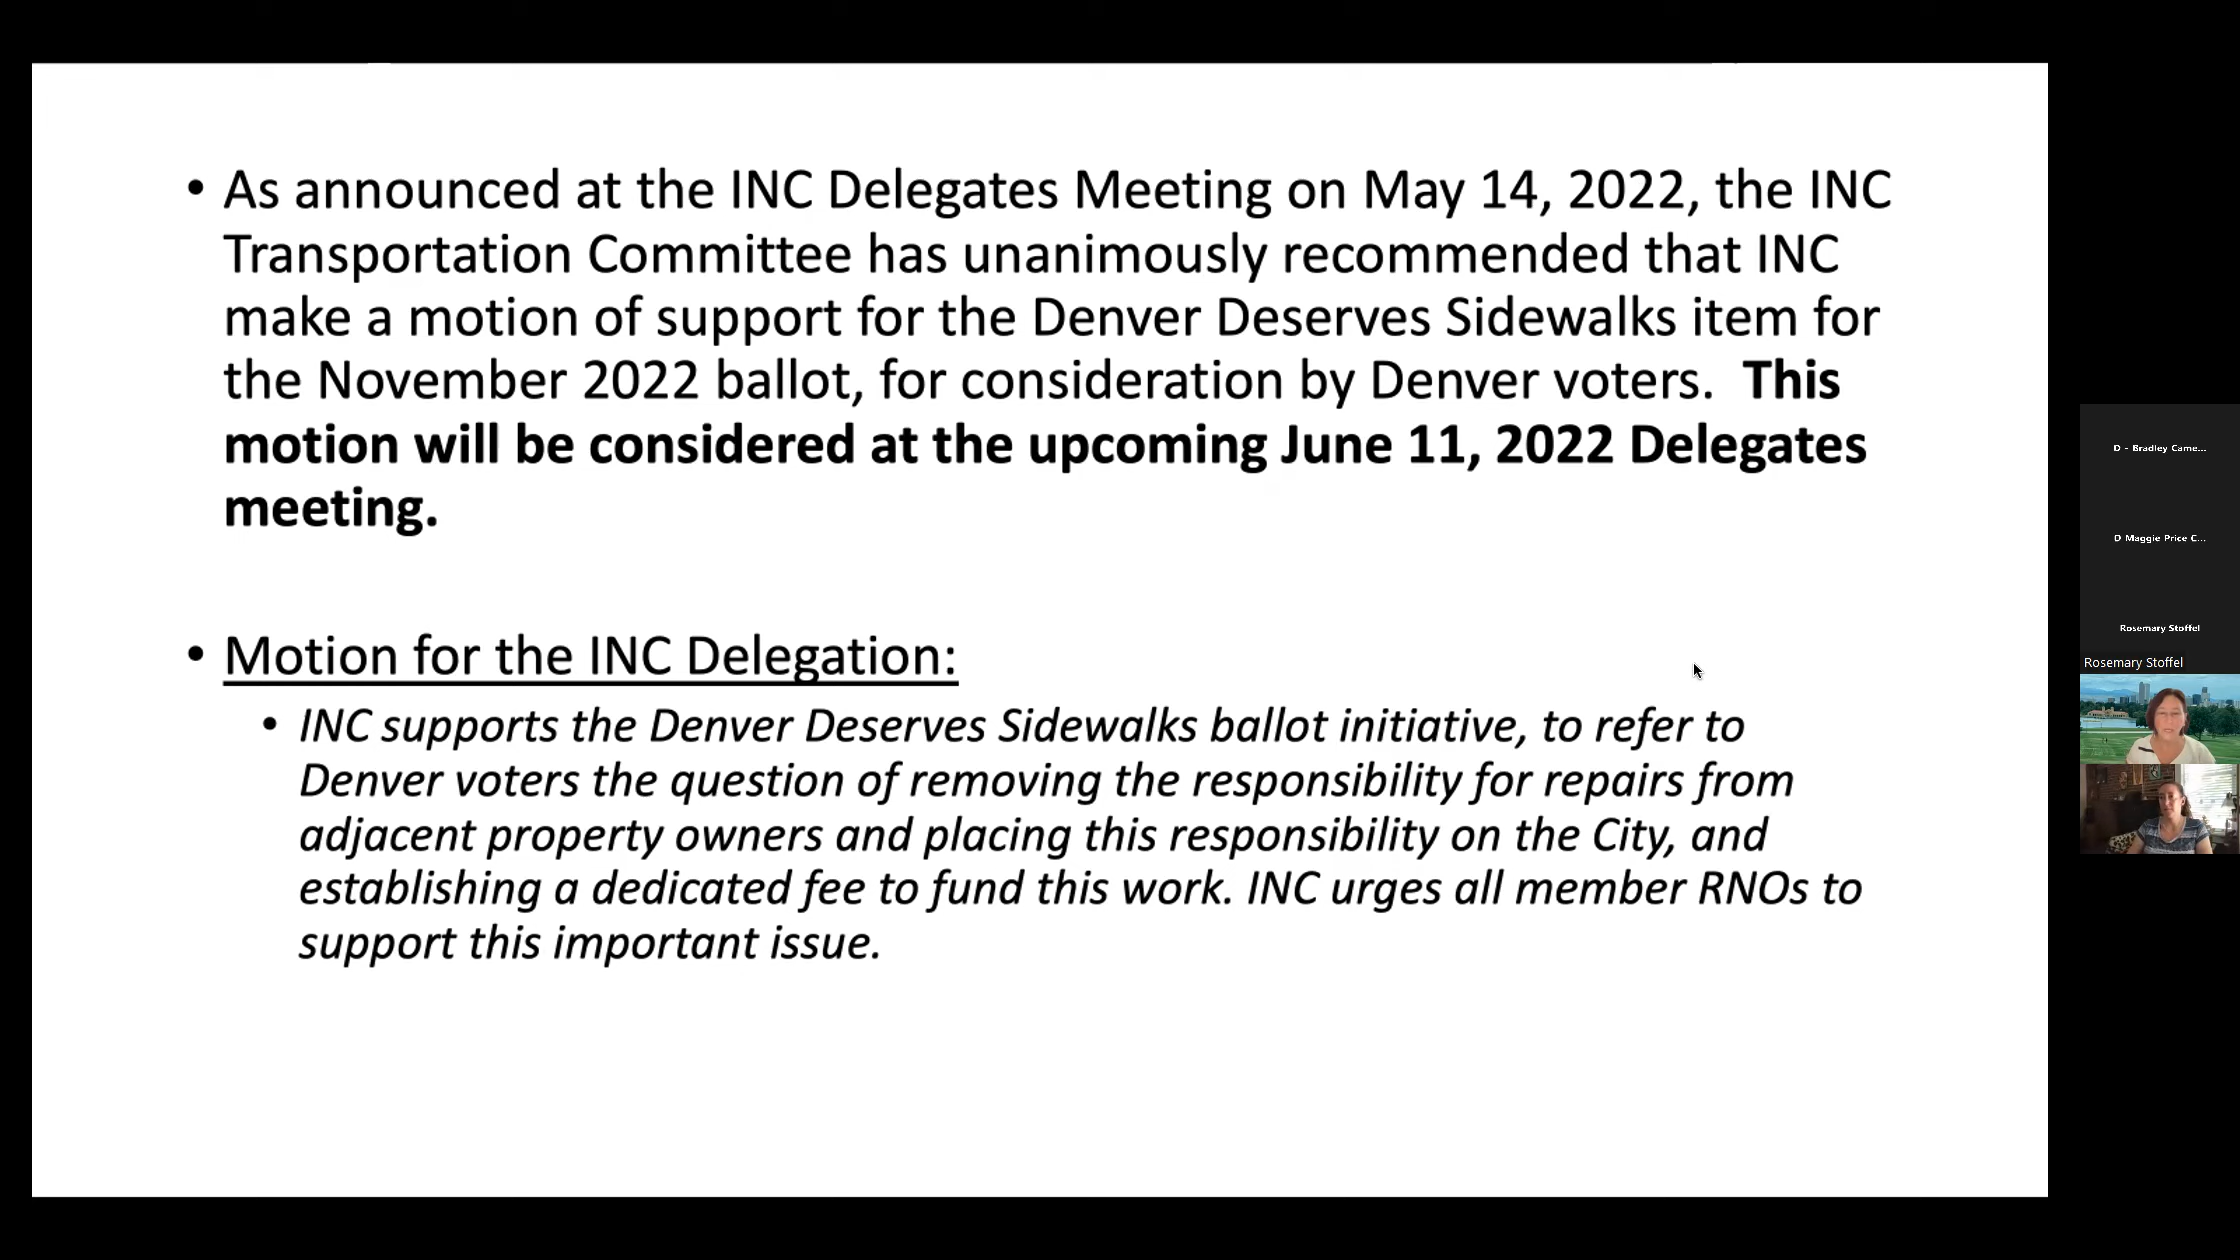 • As announced at the INC Delegates Meeting on May 14, 2022, the INC
Transportation Committee has unanimously recommended that INC
make a motion of support for the Denver Deserves Sidewalks item for
the November 2022 ballot, for consideration by Denver voters.  This
motion will be considered at the upcoming June 11, 2022 Delegates
meeting.
• Motion for the INC Delegation:
• INC supports the Denver Deserves Sidewalks ballot initiative, to refer to
Denver voters the question of removing the responsibility for repairs from
adjacent property owners and placing this responsibility on the City, and
establishing a dedicated fee to fund this work. INC urges all member RNOs to
support this important issue.
D - Bradley Came...
D Maggie Price C...
Rosemary Stoffel
Rosemary Stoffel